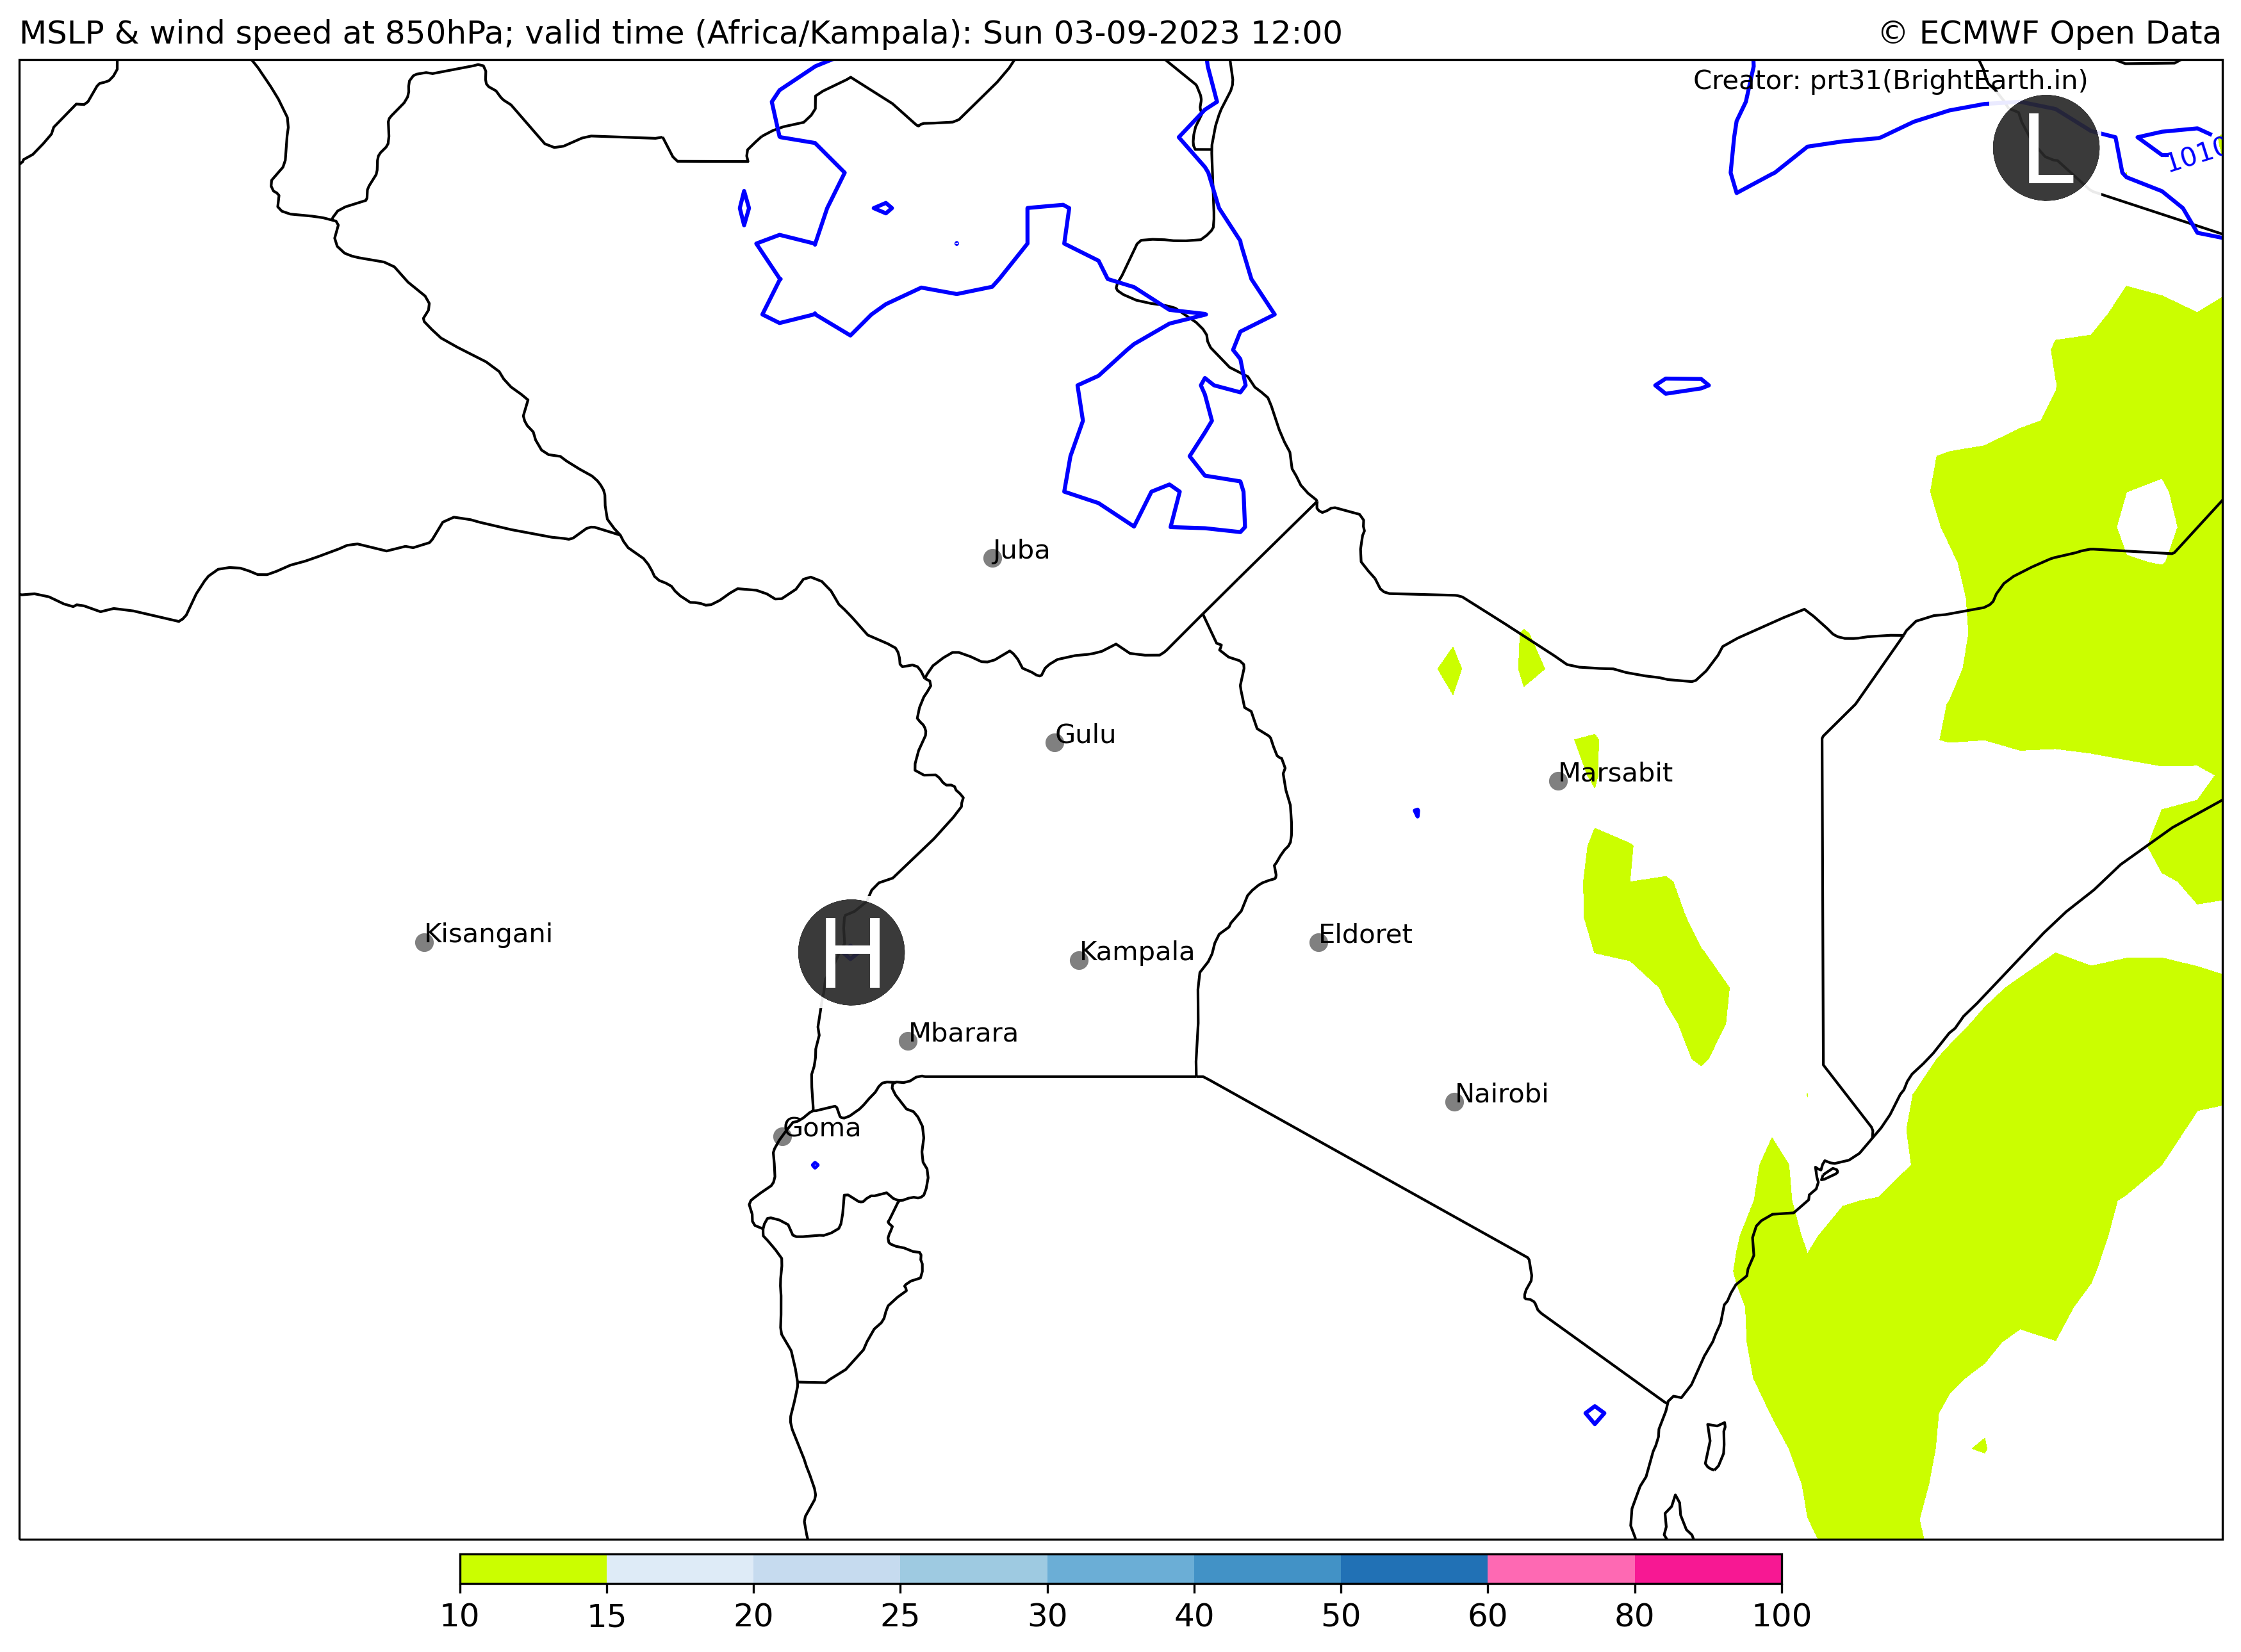 MSLP & wind speed at 850hPa; valid time (Africa/Kampala): Sun 03-09-2023 12:00
© ECMWF Open Data
Creator: prt31(BrightEarth.in)
L
1010
Juba
Gulu
Marsabit
Kisangani
H
Kampala
Eldoret
Mbarara
Nairobi
Goma
10 15 20 25 30 40 50 60 80 100